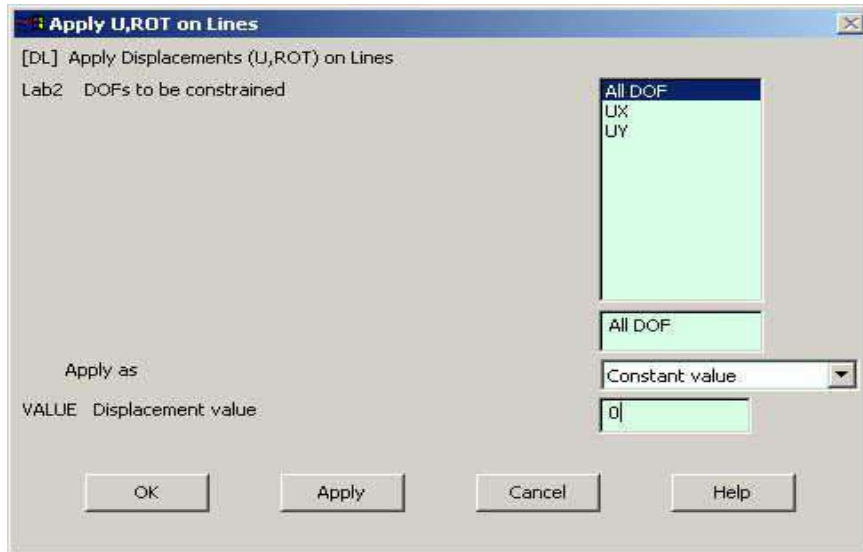 Apply U,ROT on Lines
[DL] Apply Displacements (U,ROT) on Lines
Lab2 DOFs to be constrained
All DOF
UX
UY
All DOF
Apply as
Constant value
VALUE Displacement value
0
OK Apply Cancel Help